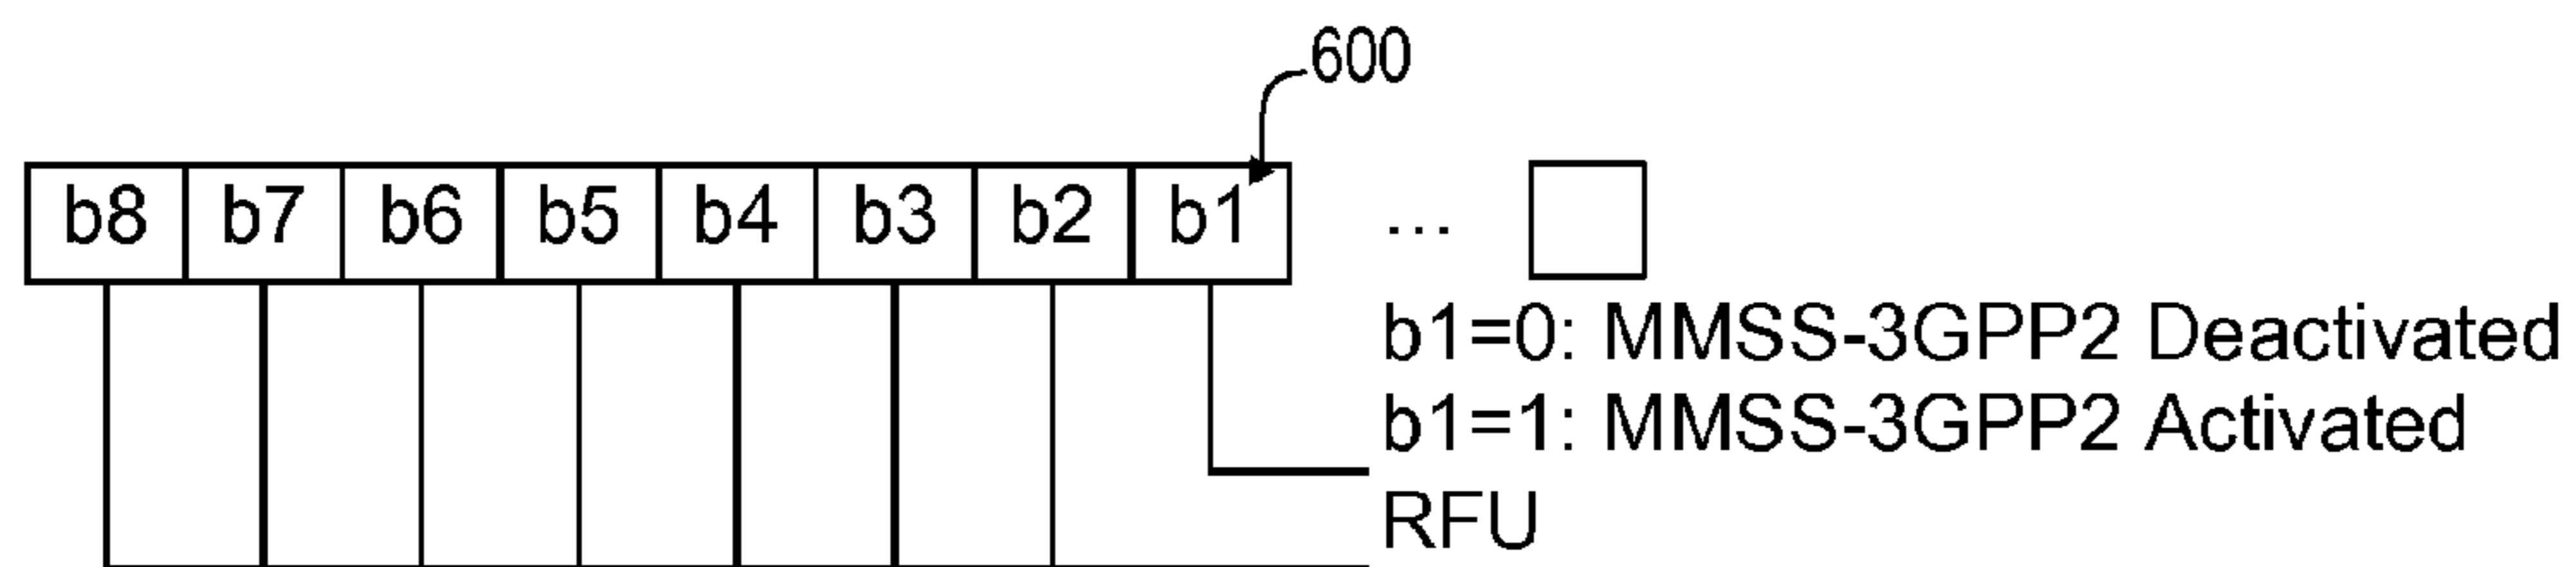 600
b8 b7 b6 b5 b4 b3 b2 b1 ...
b1=0: MMSS-3GPP2 Deactivated
b1=1: MMSS-3GPP2 Activated
RFU